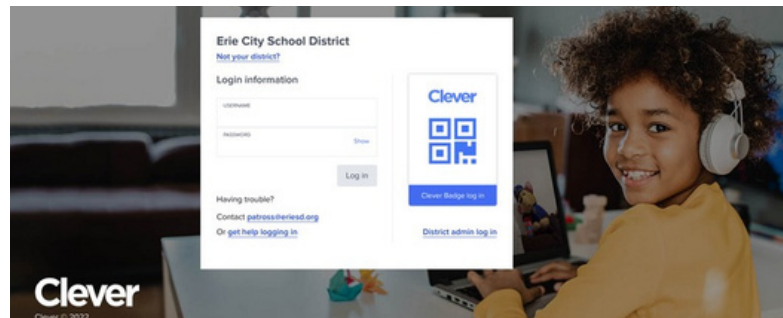 Erie City School District
Not your district?
Login information
USERNAME
PASSWORD
Show
Log in
Having trouble?
Contact patross@eriesd.org
Or get help logging in
Clever
Clever Badge log in
District admin log in
Clever
Clever © 2022